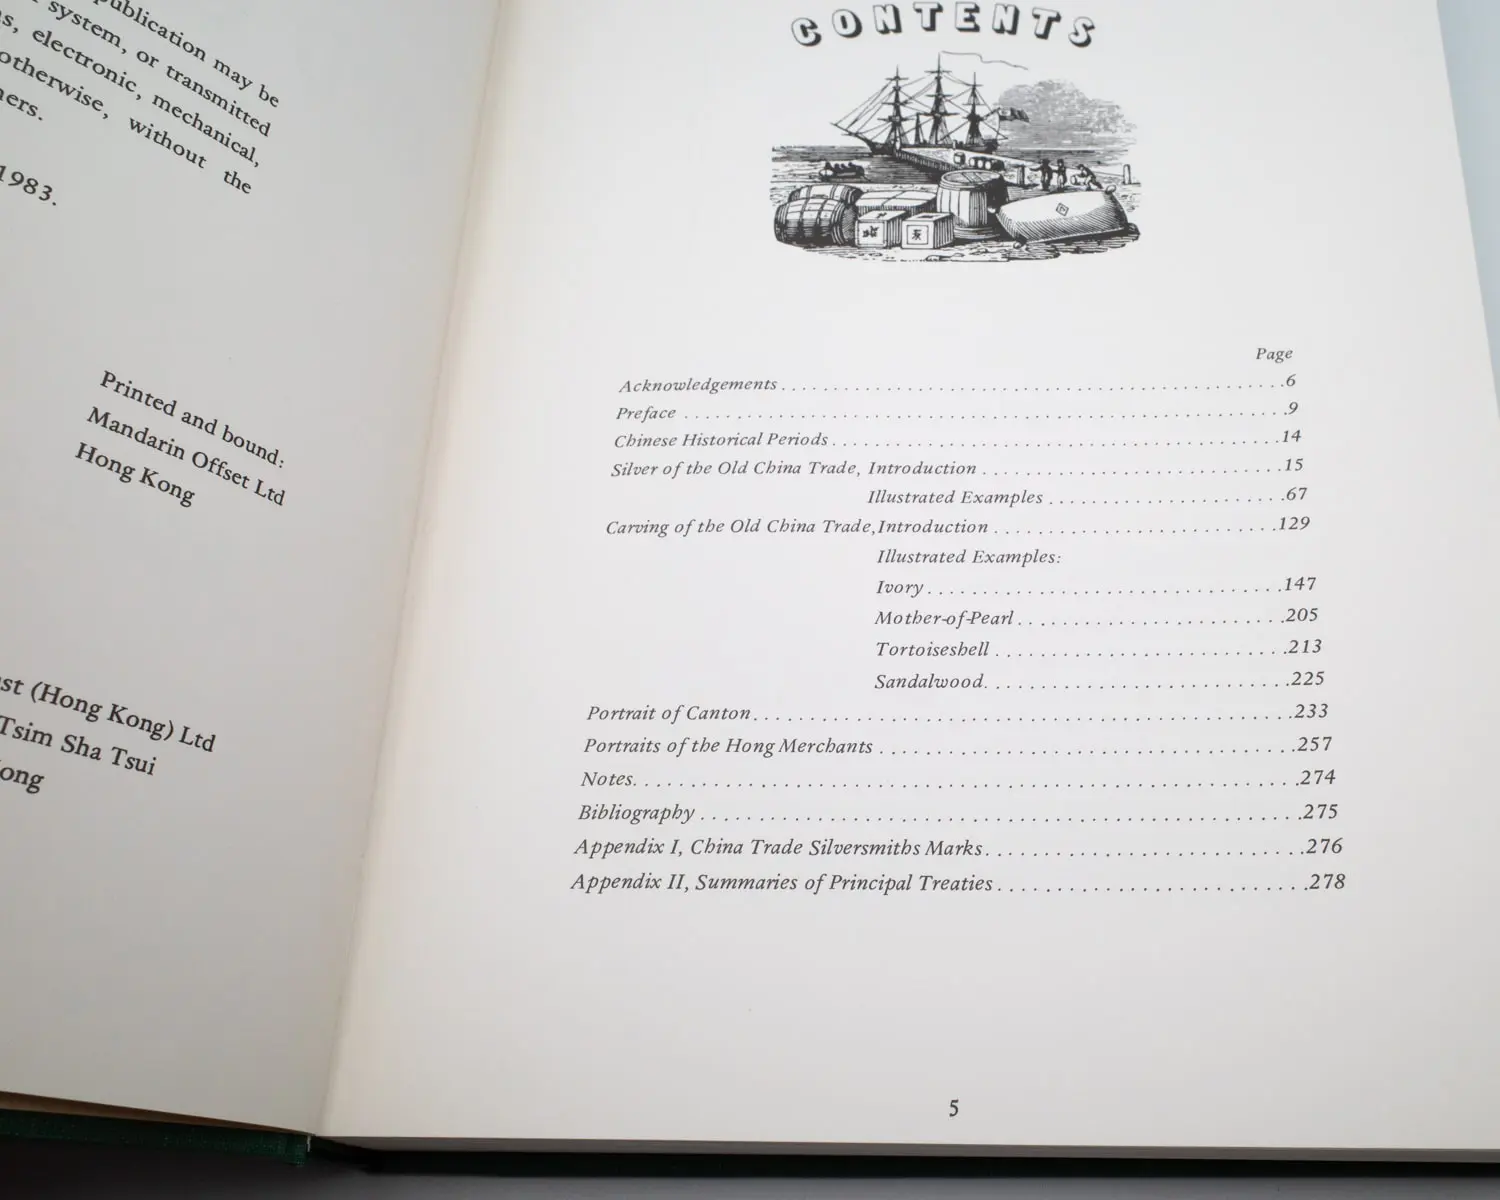 publication may be
system, or transmitted
electronic, mechanical,
otherwise, without the
1983.
Printed and bound:
Mandarin Offset Ltd
Hong Kong
(Hong Kong) Ltd
Tsim Sha Tsui
CONTENTS
Page
Acknowledgements . . . . . . . . . . . . . . . . . . . . . . . . . . . . . . . . . . . . .6
Preface . . . . . . . . . . . . . . . . . . . . . . . . . . . . . . . . . . . . . . . . . . . .9
Chinese Historical Periods . . . . . . . . . . . . . . . . . . . . . . . . . . . . . . . . .14
Silver of the Old China Trade, Introduction . . . . . . . . . . . . . . . . . . . . . .15
Illustrated Examples . . . . . . . . . . . . . . . . . .67
Carving of the Old China Trade, Introduction . . . . . . . . . . . . . . . . . . . . .129
Illustrated Examples:
Ivory . . . . . . . . . . . . . . . . . . . . . . . . . .147
Mother-of-Pearl . . . . . . . . . . . . . . . . . . . .205
Tortoiseshell . . . . . . . . . . . . . . . . . . . . . .213
Sandalwood. . . . . . . . . . . . . . . . . . . . . . .225
Portrait of Canton . . . . . . . . . . . . . . . . . . . . . . . . . . . . . . . . . . . . .233
Portraits of the Hong Merchants . . . . . . . . . . . . . . . . . . . . . . . . . . . .257
Notes. . . . . . . . . . . . . . . . . . . . . . . . . . . . . . . . . . . . . . . . . . . .274
Bibliography . . . . . . . . . . . . . . . . . . . . . . . . . . . . . . . . . . . . . . . .275
Appendix I, China Trade Silversmiths Marks . . . . . . . . . . . . . . . . . . . . .276
Appendix II, Summaries of Principal Treaties . . . . . . . . . . . . . . . . . . . .278
5